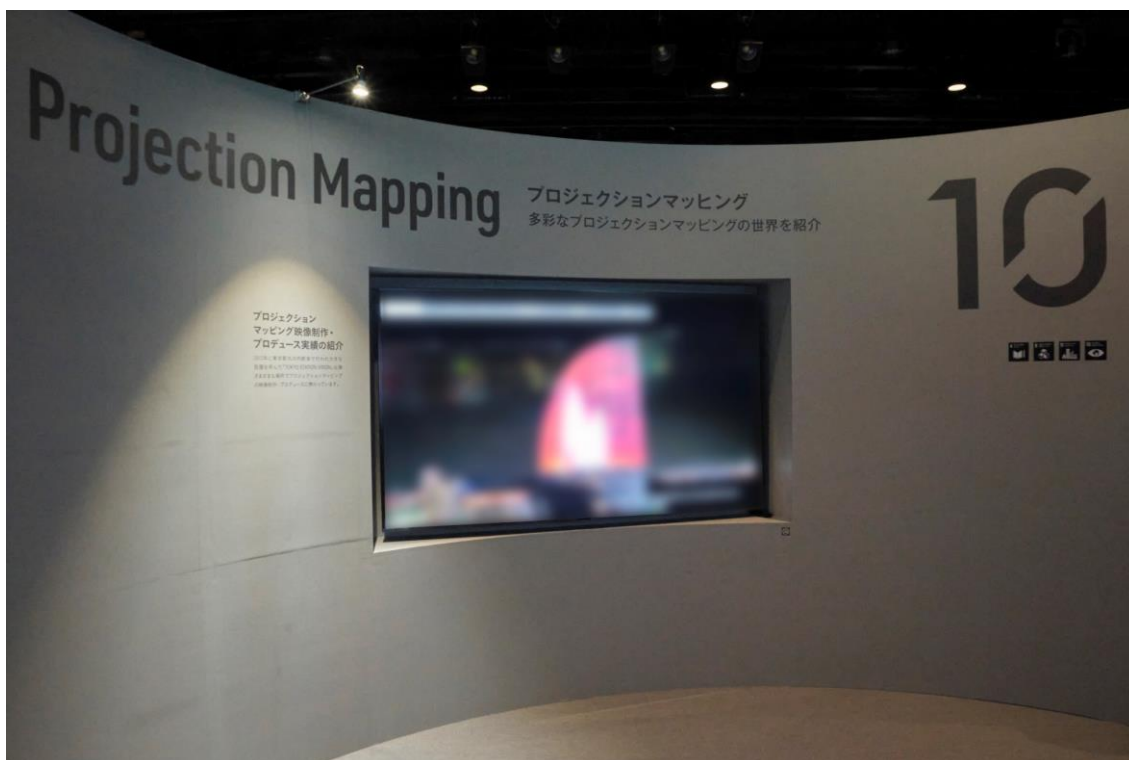 Projection Mapping
プロジェクションマッピング
多彩なプロジェクションマッピングの世界を紹介
10
プロジェクション
マッピング映像制作・
プロデュース実績の紹介